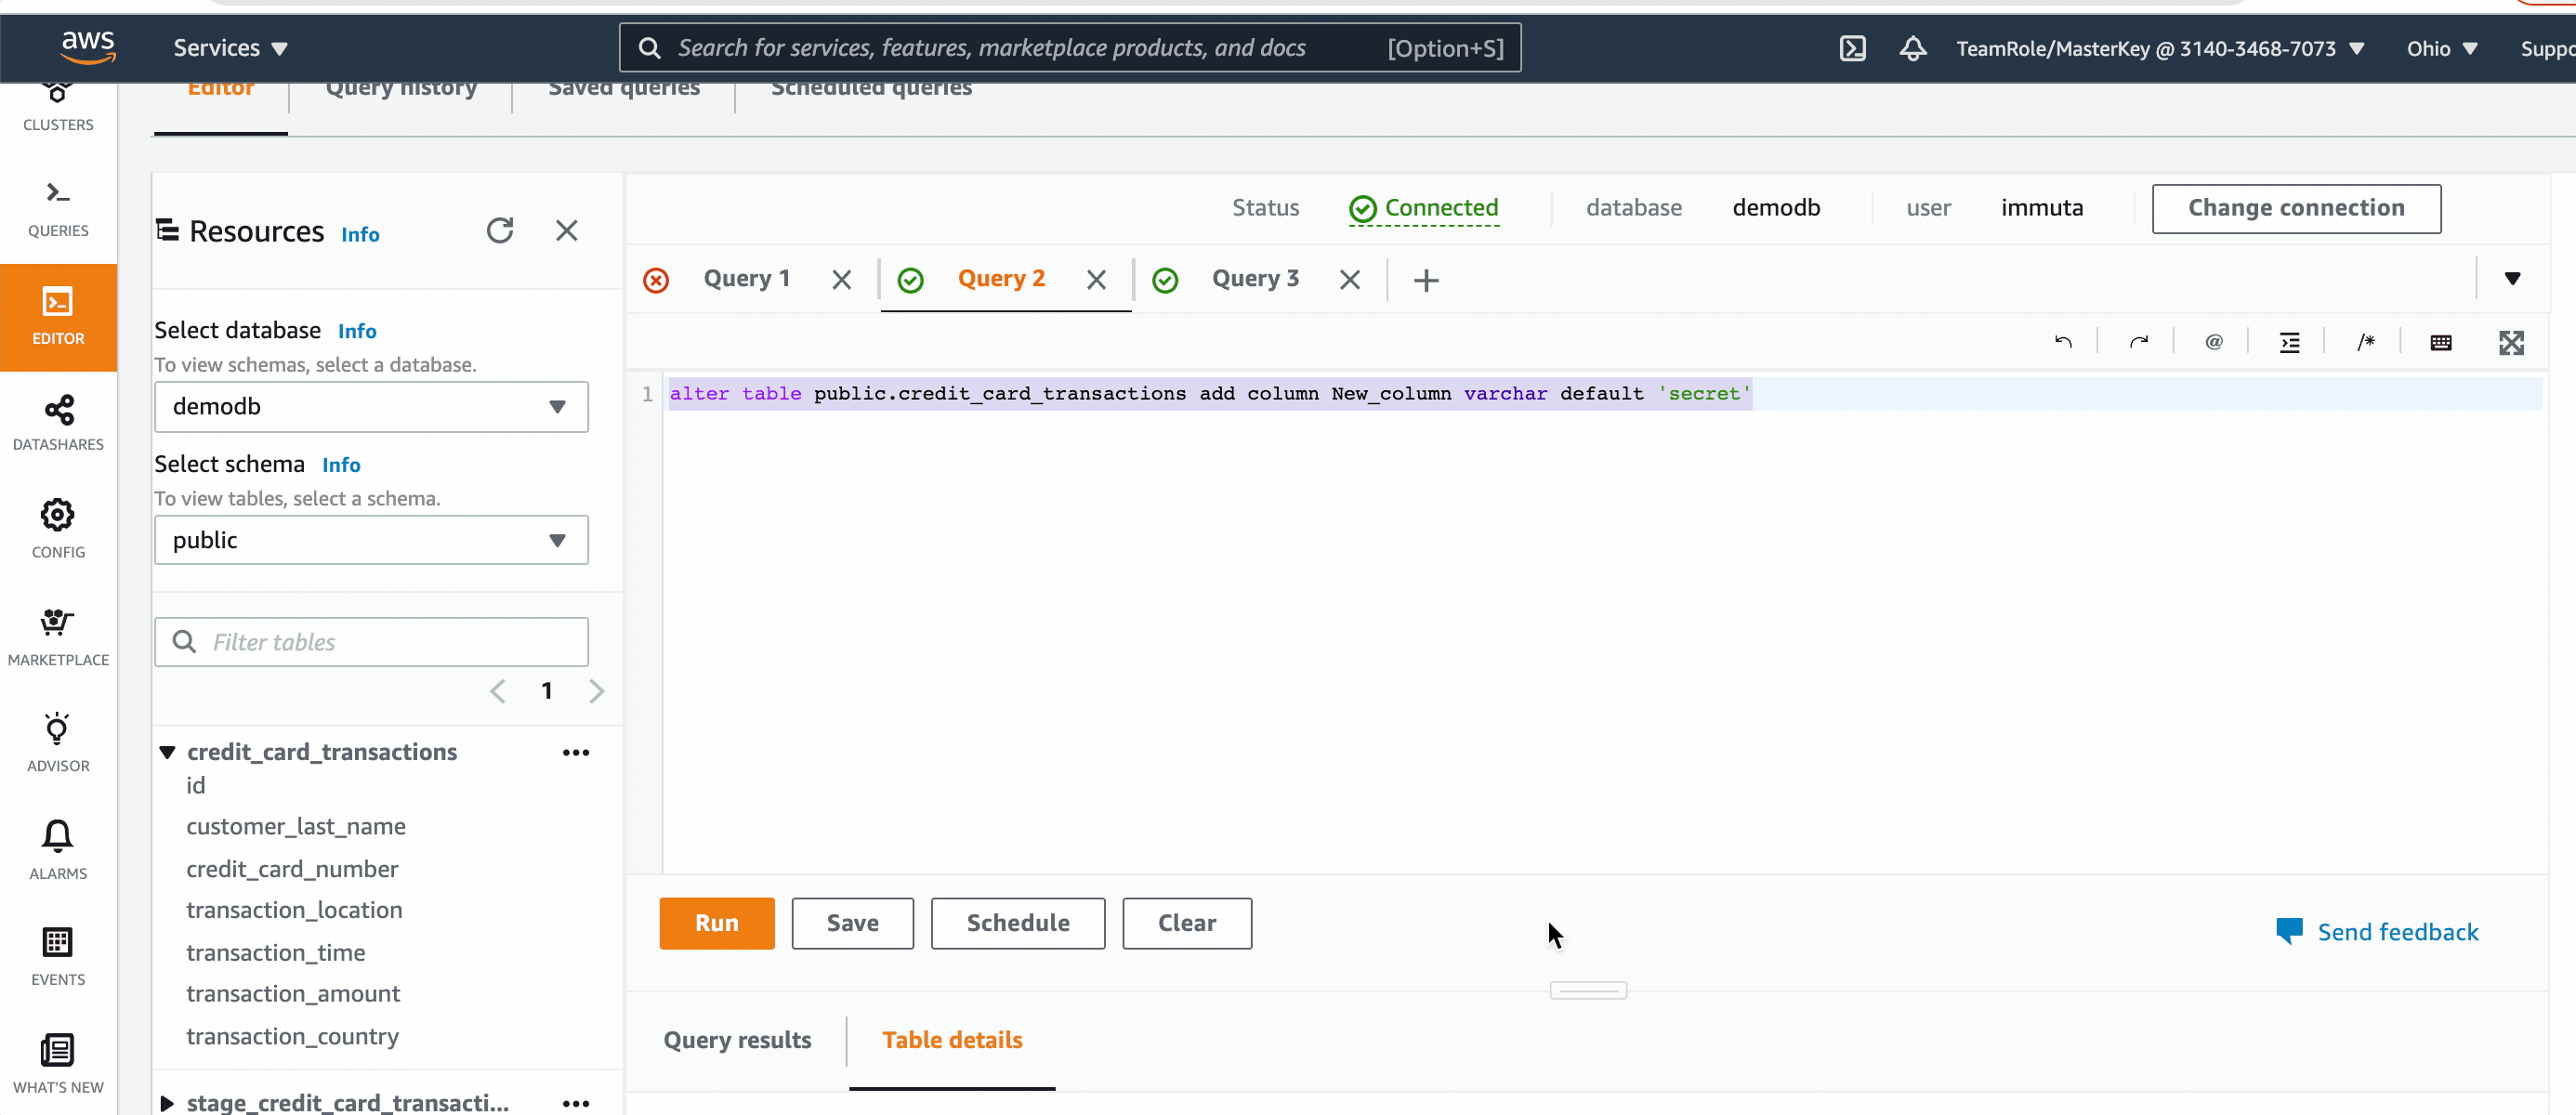 aws
Services
Search for services, features, marketplace products, and docs [Option+S]
TeamRole/MasterKey @ 3140-3468-7073
Ohio
Suppo
CLUSTERS
QUERIES
EDITOR
DATASHARES
CONFIG
MARKETPLACE
ADVISOR
ALARMS
EVENTS
WHAT'S NEW
Editor
Query history
Saved queries
Scheduled queries
Resources Info
Select database Info
To view schemas, select a database.
demodb
Select schema Info
To view tables, select a schema.
public
Filter tables
1
credit_card_transactions
id
customer_last_name
credit_card_number
transaction_location
transaction_time
transaction_amount
transaction_country
stage_credit_card_transacti...
Status Connected
database demodb
user immuta
Change connection
Query 1
Query 2
Query 3
@
/*
1 alter table public.credit_card_transactions add column New_column varchar default 'secret'
Run
Save
Schedule
Clear
Send feedback
Query results
Table details